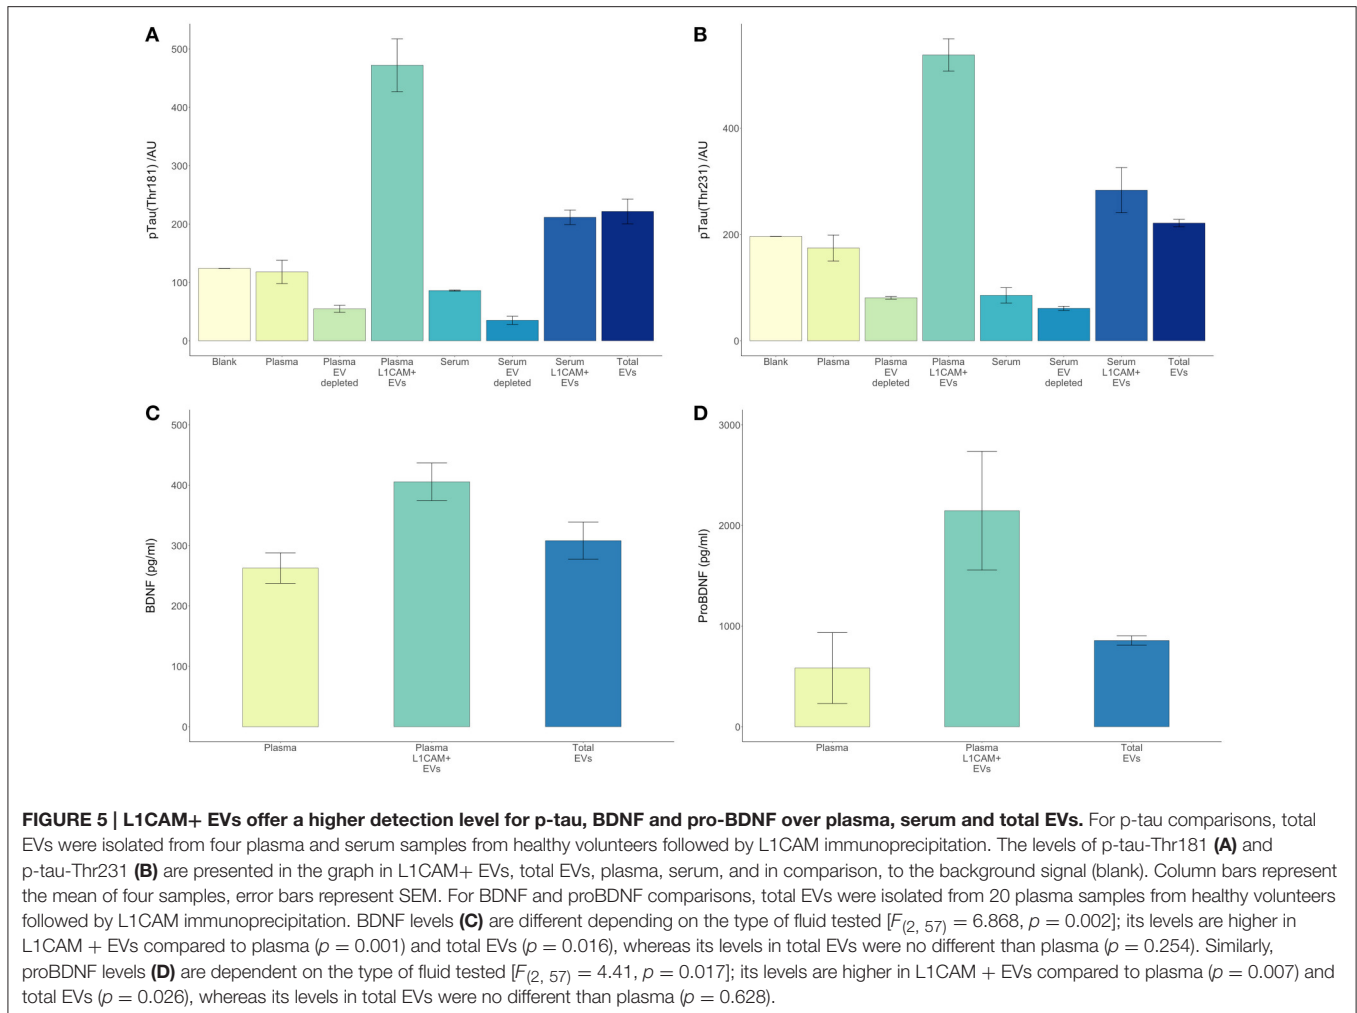 A
pTau(Thr181) /AU
500
400
300
200
100
0
Blank
Plasma
Plasma
EV
depleted
Plasma
L1CAM+
EVs
Serum
Serum
EV
depleted
Serum
L1CAM+
EVs
Total
EVs
B
pTau(Thr231) /AU
400
200
0
Blank
Plasma
Plasma
EV
depleted
Plasma
L1CAM+
EVs
Serum
Serum
EV
depleted
Serum
L1CAM+
EVs
Total
EVs
C
BDNF (pg/ml)
500
400
300
200
100
0
Plasma
Plasma
L1CAM+
EVs
Total
EVs
D
ProBDNF (pg/ml)
3000
2000
1000
0
Plasma
Plasma
L1CAM+
EVs
Total
EVs
FIGURE 5 | L1CAM+ EVs offer a higher detection level for p-tau, BDNF and pro-BDNF over plasma, serum and total EVs. For p-tau comparisons, total
EVs were isolated from four plasma and serum samples from healthy volunteers followed by L1CAM immunoprecipitation. The levels of p-tau-Thr181 (A) and
p-tau-Thr231 (B) are presented in the graph in L1CAM+ EVs, total EVs, plasma, serum, and in comparison, to the background signal (blank). Column bars represent
the mean of four samples, error bars represent SEM. For BDNF and proBDNF comparisons, total EVs were isolated from 20 plasma samples from healthy volunteers
followed by L1CAM immunoprecipitation. BDNF levels (C) are different depending on the type of fluid tested [F(2, 57) = 6.868, p = 0.002]; its levels are higher in
L1CAM + EVs compared to plasma (p = 0.001) and total EVs (p = 0.016), whereas its levels in total EVs were no different than plasma (p = 0.254). Similarly,
proBDNF levels (D) are dependent on the type of fluid tested [F(2, 57) = 4.41, p = 0.017]; its levels are higher in L1CAM + EVs compared to plasma (p = 0.007) and
total EVs (p = 0.026), whereas its levels in total EVs were no different than plasma (p = 0.628).